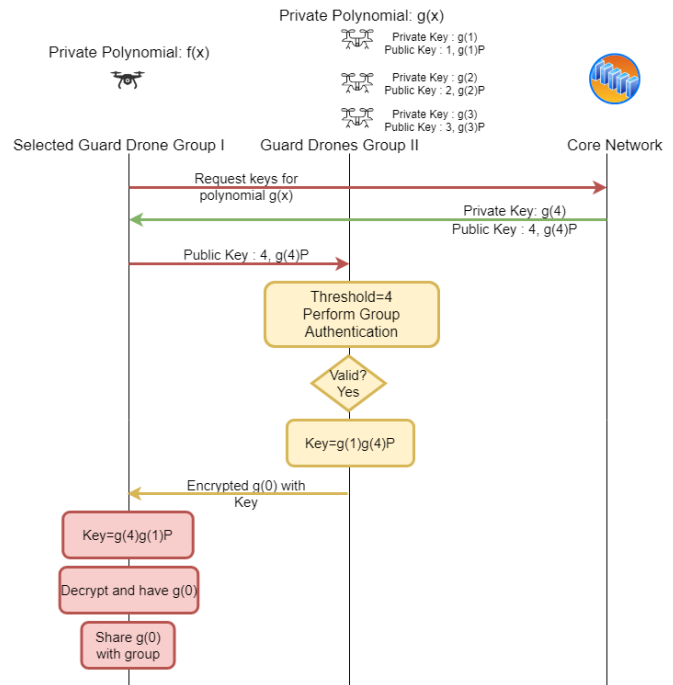 Private Polynomial: g(x)
Private Key : g(1)
Public Key : 1, g(1)P
Private Polynomial: f(x)
Private Key : g(2)
Public Key : 2, g(2)P
Private Key : g(3)
Public Key : 3, g(3)P
Selected Guard Drone Group I
Guard Drones Group II
Core Network
Request keys for
polynomial g(x)
Private Key: g(4)
Public Key : 4, g(4)P
Public Key : 4, g(4)P
Threshold=4
Perform Group
Authentication
Valid?
Yes
Key=g(1)g(4)P
Encrypted g(0) with
Key
Key=g(4)g(1)P
Decrypt and have g(0)
Share g(0)
with group